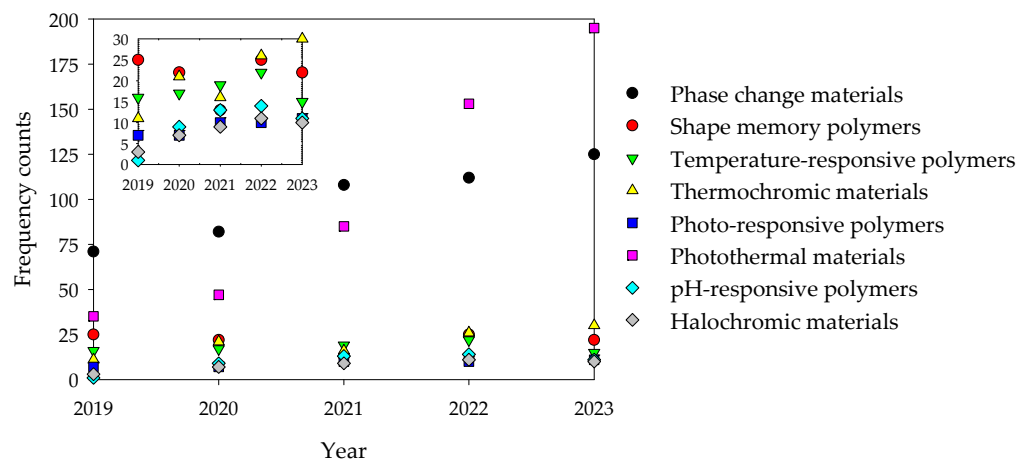 200
175
150
125
100
75
50
25
0
Frequency counts
30
25
20
15
10
5
0
2019 2020 2021 2022 2023
2019 2020 2021 2022 2023
Year
Phase change materials
Shape memory polymers
Temperature-responsive polymers
Thermochromic materials
Photo-responsive polymers
Photothermal materials
pH-responsive polymers
Halochromic materials